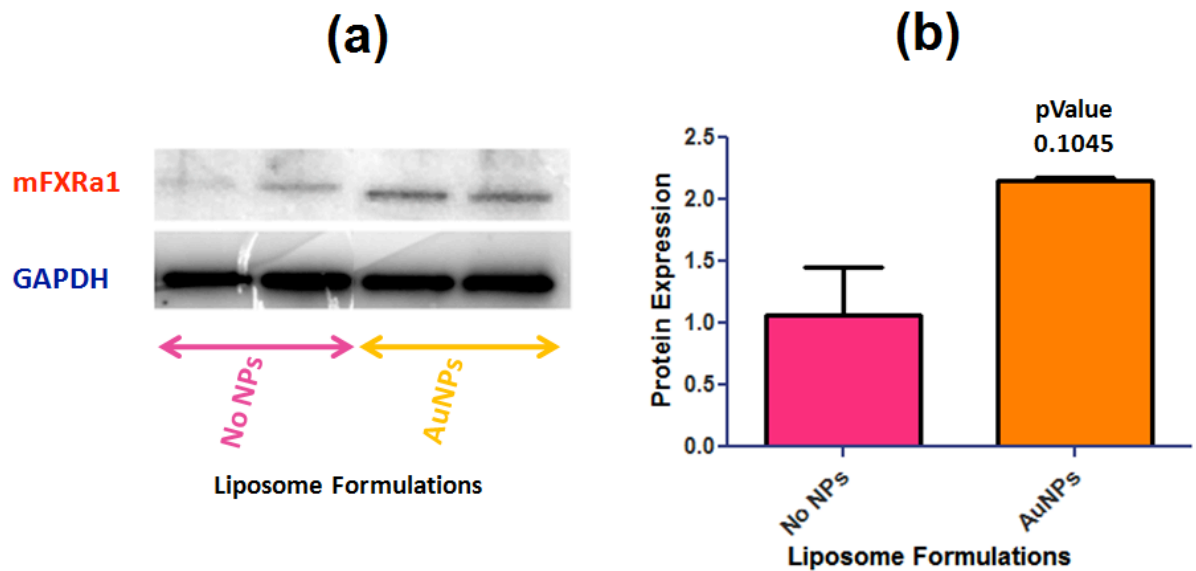 (a)
mFXRa1
GAPDH
No NPs
AuNPs
Liposome Formulations
(b)
pValue
0.1045
Protein Expression
2.5
2.0
1.5
1.0
0.5
0.0
No NPs
AuNPs
Liposome Formulations